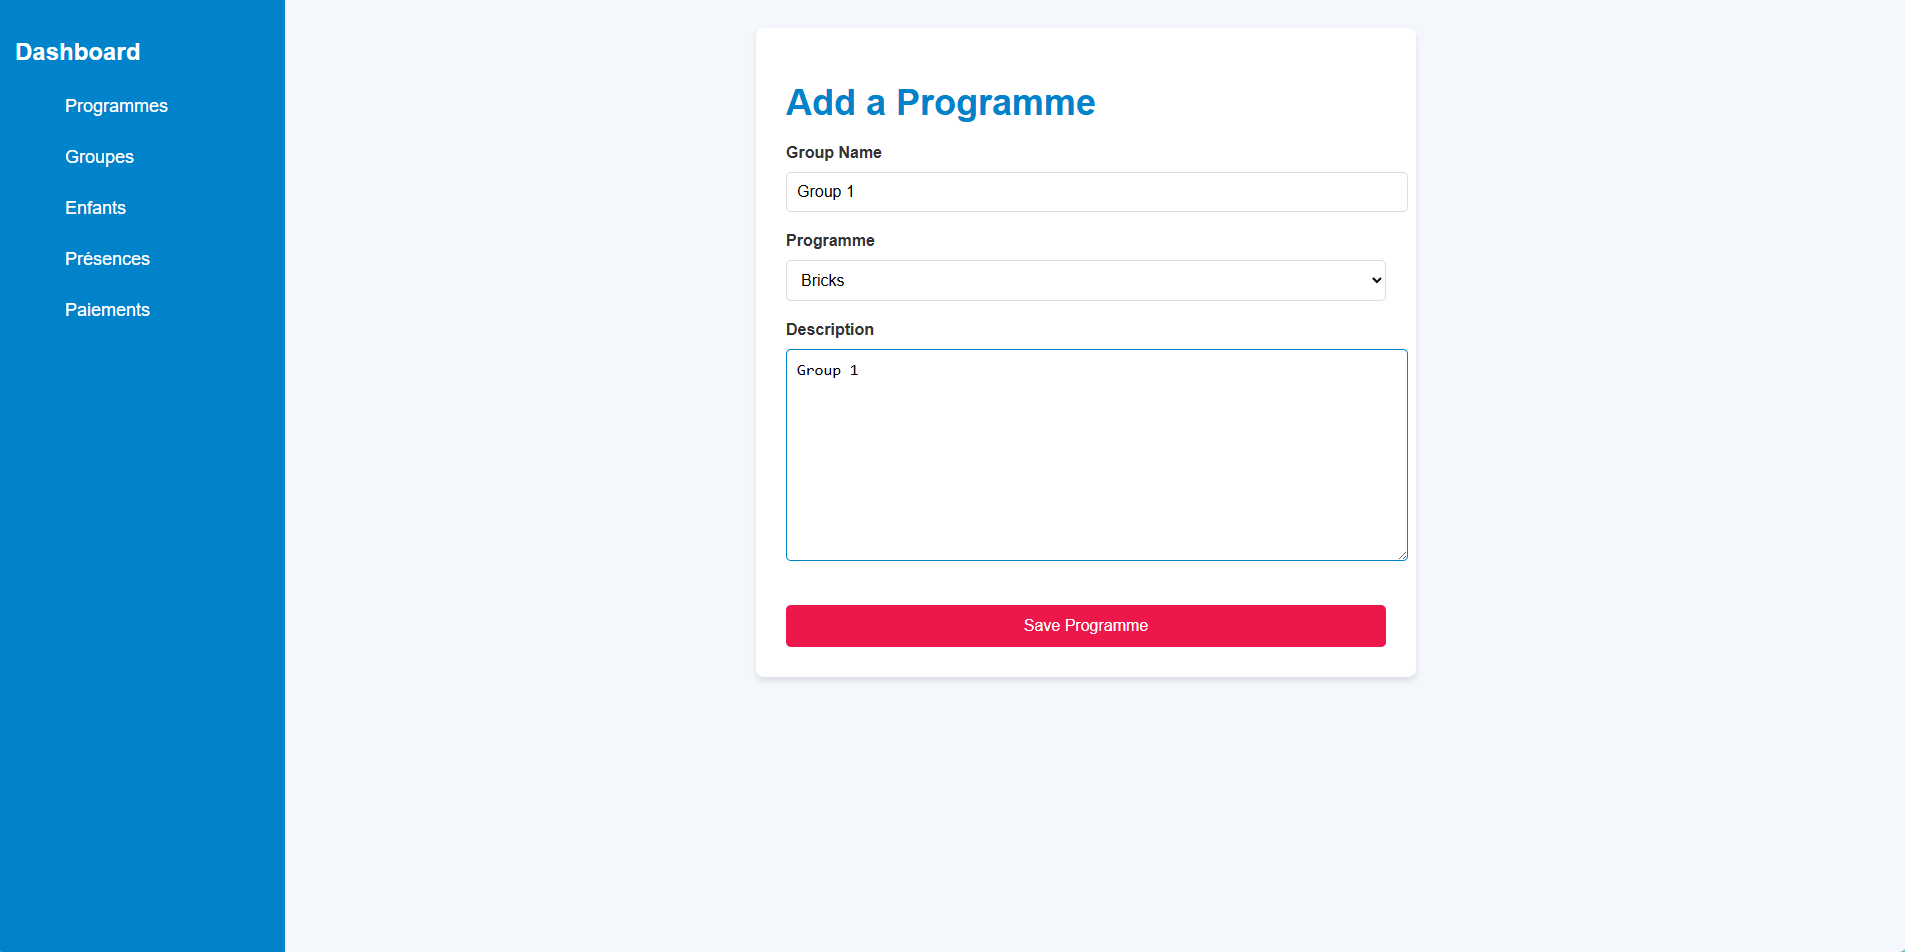 Dashboard
Programmes
Groupes
Enfants
Présences
Paiements
Add a Programme
Group Name
Group 1
Programme
Bricks
Description
Group 1
Save Programme